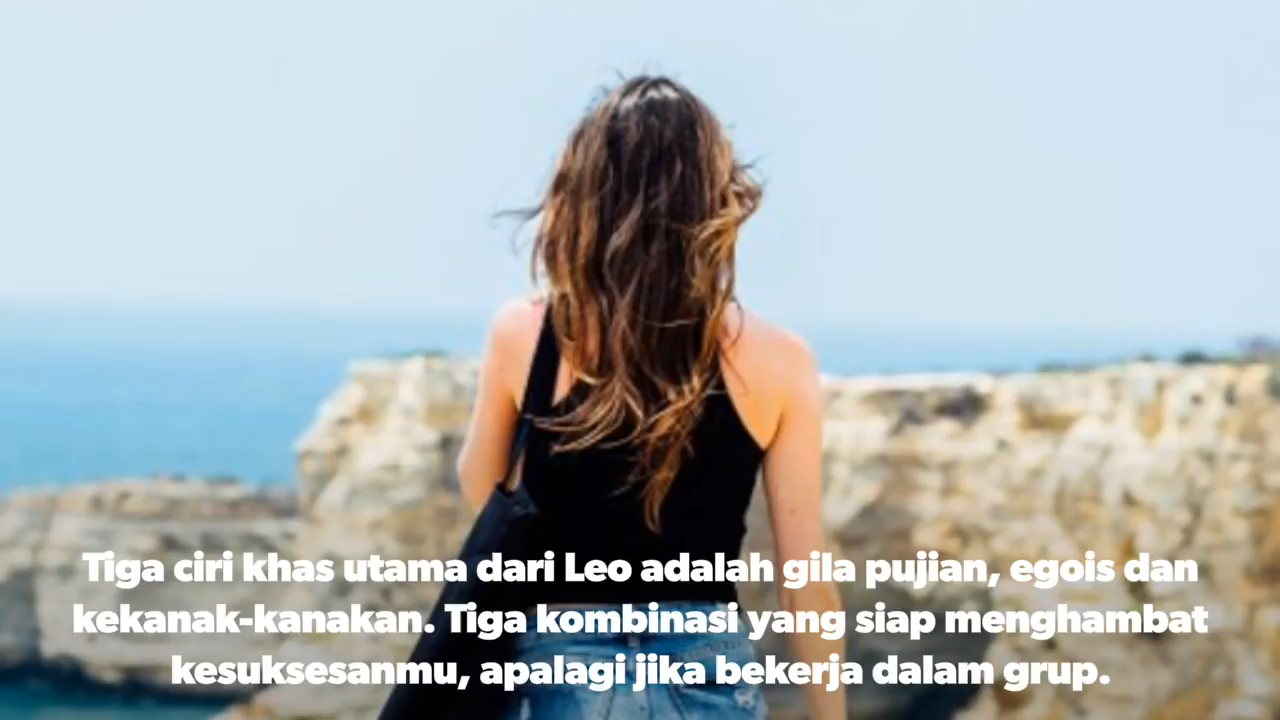 Tiga ciri khas utama dari Leo adalah gila pujian, egois dan
kekanak-kanakan. Tiga kombinasi yang siap menghambat
kesuksesanmu, apalagi jika bekerja dalam grup.